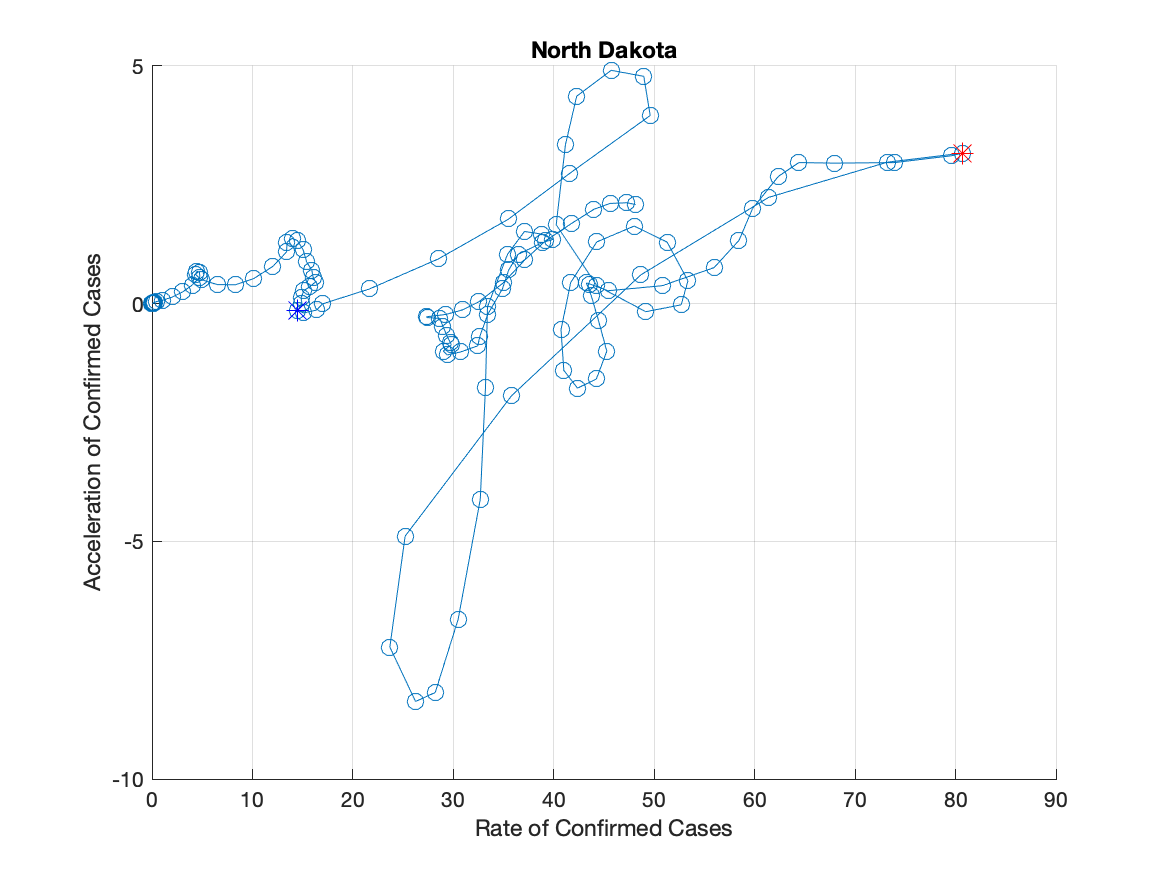 North Dakota
5
0
-5
-10
Acceleration of Confirmed Cases
0 10 20 30 40 50 60 70 80 90
Rate of Confirmed Cases